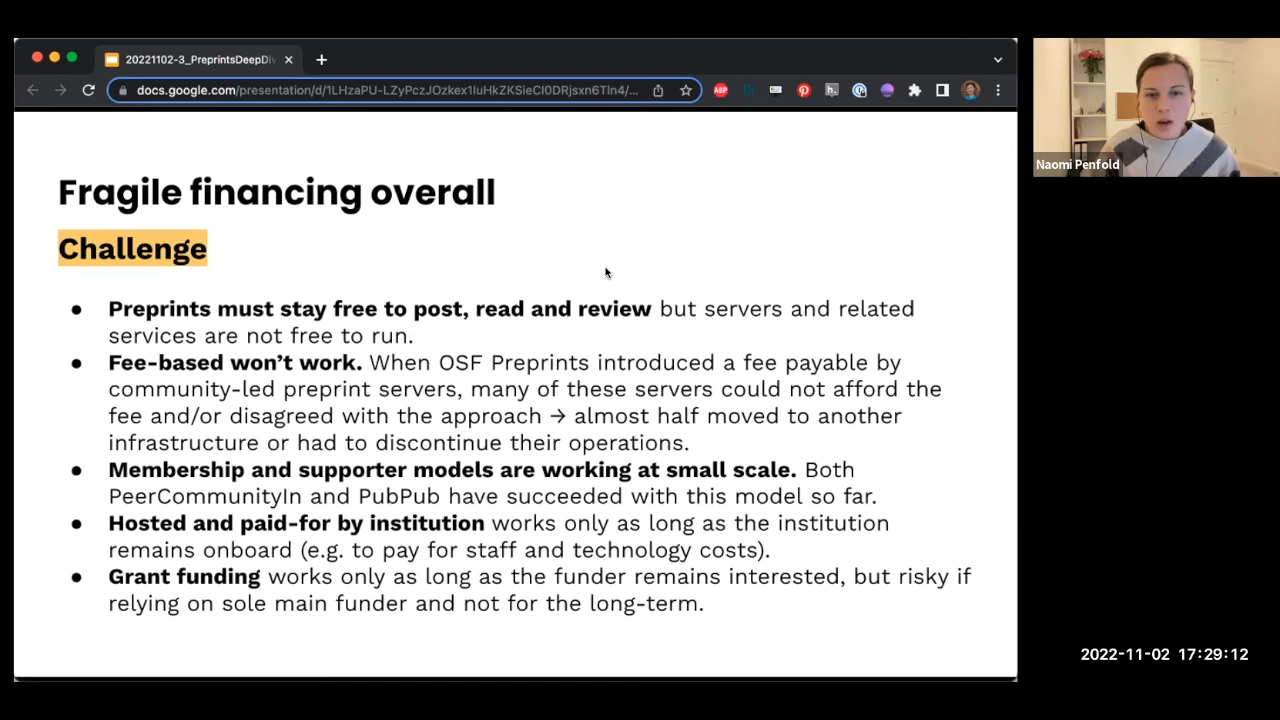 20221102-3_PreprintsDeepDiv
docs.google.com/presentation/d/1LHzaPU-LZyPczJOzkex1luHkZKSieCl0DRjsxn6Tln4/...
ABP
h.
Fragile financing overall
Challenge
● Preprints must stay free to post, read and review but servers and related
services are not free to run.
● Fee-based won’t work. When OSF Preprints introduced a fee payable by
community-led preprint servers, many of these servers could not afford the
fee and/or disagreed with the approach → almost half moved to another
infrastructure or had to discontinue their operations.
● Membership and supporter models are working at small scale. Both
PeerCommunityIn and PubPub have succeeded with this model so far.
● Hosted and paid-for by institution works only as long as the institution
remains onboard (e.g. to pay for staff and technology costs).
● Grant funding works only as long as the funder remains interested, but risky if
relying on sole main funder and not for the long-term.
Naomi Penfold
2022-11-02 17:29:12